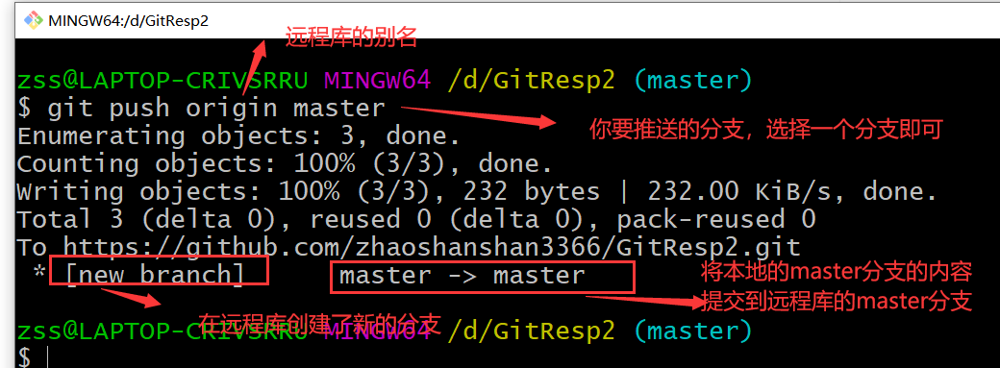 MINGW64:/d/GitResp2
远程库的别名
zss@LAPTOP-CRIVSRRU MINGW64 /d/GitResp2 (master)
$ git push origin master
你要推送的分支，选择一个分支即可
Enumerating objects: 3, done.
Counting objects: 100% (3/3), done.
Writing objects: 100% (3/3), 232 bytes | 232.00 KiB/s, done.
Total 3 (delta 0), reused 0 (delta 0), pack-reused 0
To https://github.com/zhaoshanshan3366/GitResp2.git
* [new branch] master -> master
将本地的master分支的内容
提交到远程库的master分支
在远程库创建了新的分支
zss@LAPTOP-CRIVSRRU MINGW64 /d/GitResp2 (master)
$